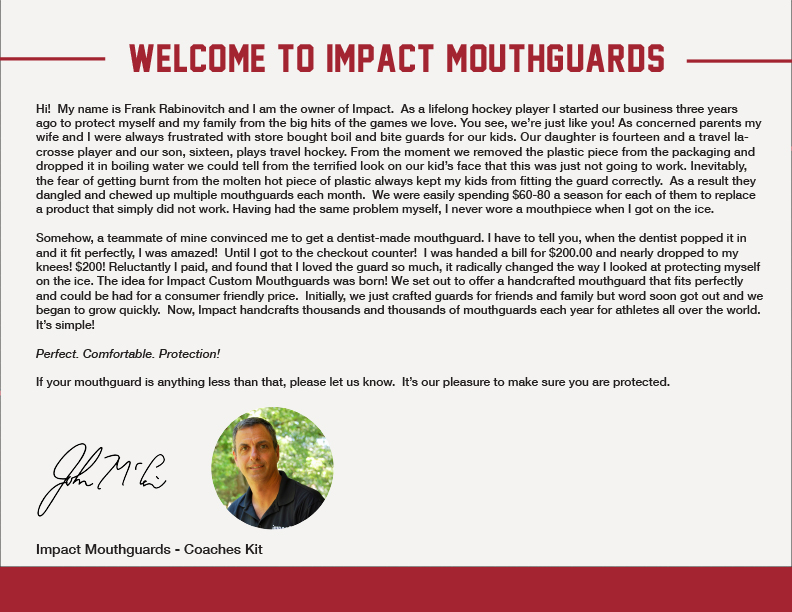 WELCOME TO IMPACT MOUTHGUARDS
Hi!  My name is Frank Rabinovitch and I am the owner of Impact.  As a lifelong hockey player I started our business three years
ago to protect myself and my family from the big hits of the games we love. You see, we're just like you! As concerned parents my
wife and I were always frustrated with store bought boil and bite guards for our kids. Our daughter is fourteen and a travel la-
crosse player and our son, sixteen, plays travel hockey. From the moment we removed the plastic piece from the packaging and
dropped it in boiling water we could tell from the terrified look on our kid's face that this was just not going to work. Inevitably,
the fear of getting burnt from the molten hot piece of plastic always kept my kids from fitting the guard correctly.  As a result they
dangled and chewed up multiple mouthguards each month.  We were easily spending $60-80 a season for each of them to replace
a product that simply did not work. Having had the same problem myself, I never wore a mouthpiece when I got on the ice.
Somehow, a teammate of mine convinced me to get a dentist-made mouthguard. I have to tell you, when the dentist popped it in
and it fit perfectly, I was amazed!  Until I got to the checkout counter!  I was handed a bill for $200.00 and nearly dropped to my
knees! $200! Reluctantly I paid, and found that I loved the guard so much, it radically changed the way I looked at protecting myself
on the ice. The idea for Impact Custom Mouthguards was born! We set out to offer a handcrafted mouthguard that fits perfectly
and could be had for a consumer friendly price.  Initially, we just crafted guards for friends and family but word soon got out and we
began to grow quickly.  Now, Impact handcrafts thousands and thousands of mouthguards each year for athletes all over the world.
It's simple!
Perfect. Comfortable. Protection!
If your mouthguard is anything less than that, please let us know.  It's our pleasure to make sure you are protected.
John
Impact Mouthguards - Coaches Kit